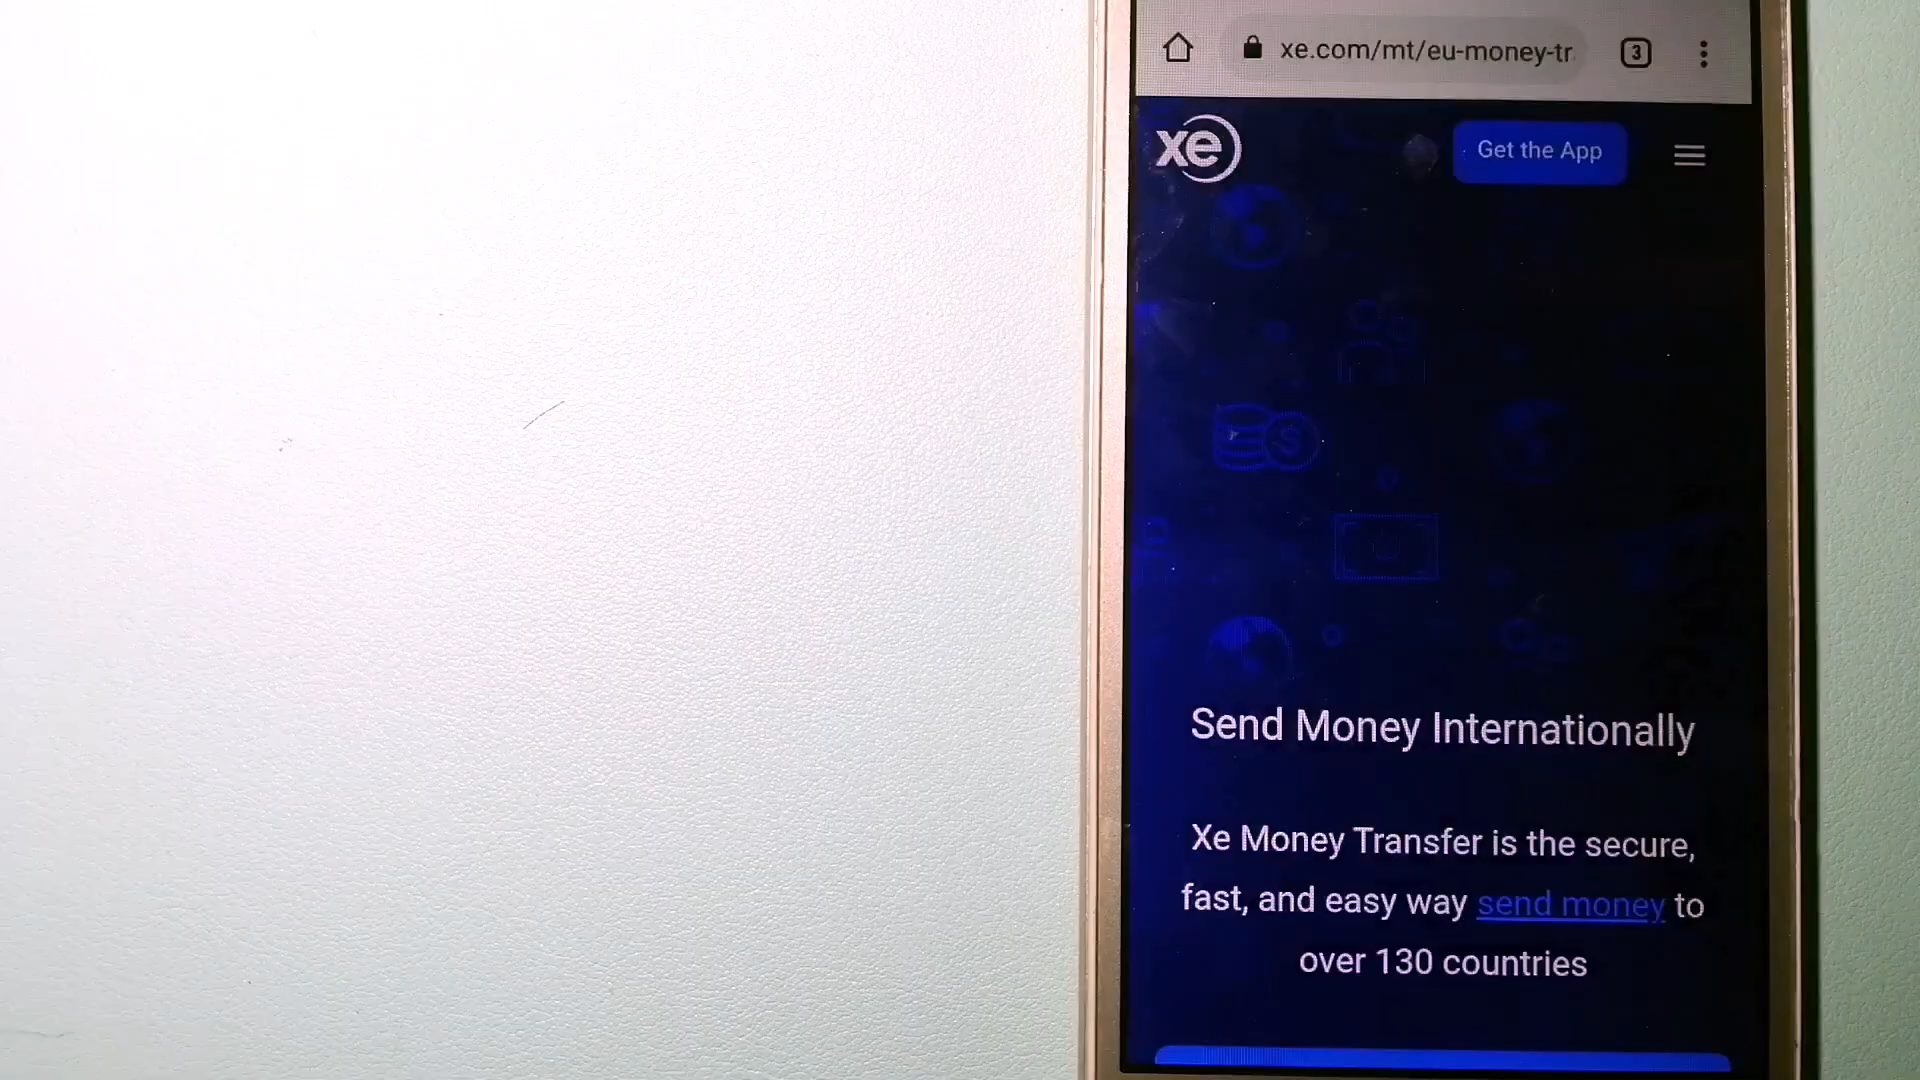 xe.com/mt/eu-money-tr
3
xe
Get the App
Send Money Internationally
Xe Money Transfer is the secure,
fast, and easy way send money to
over 130 countries